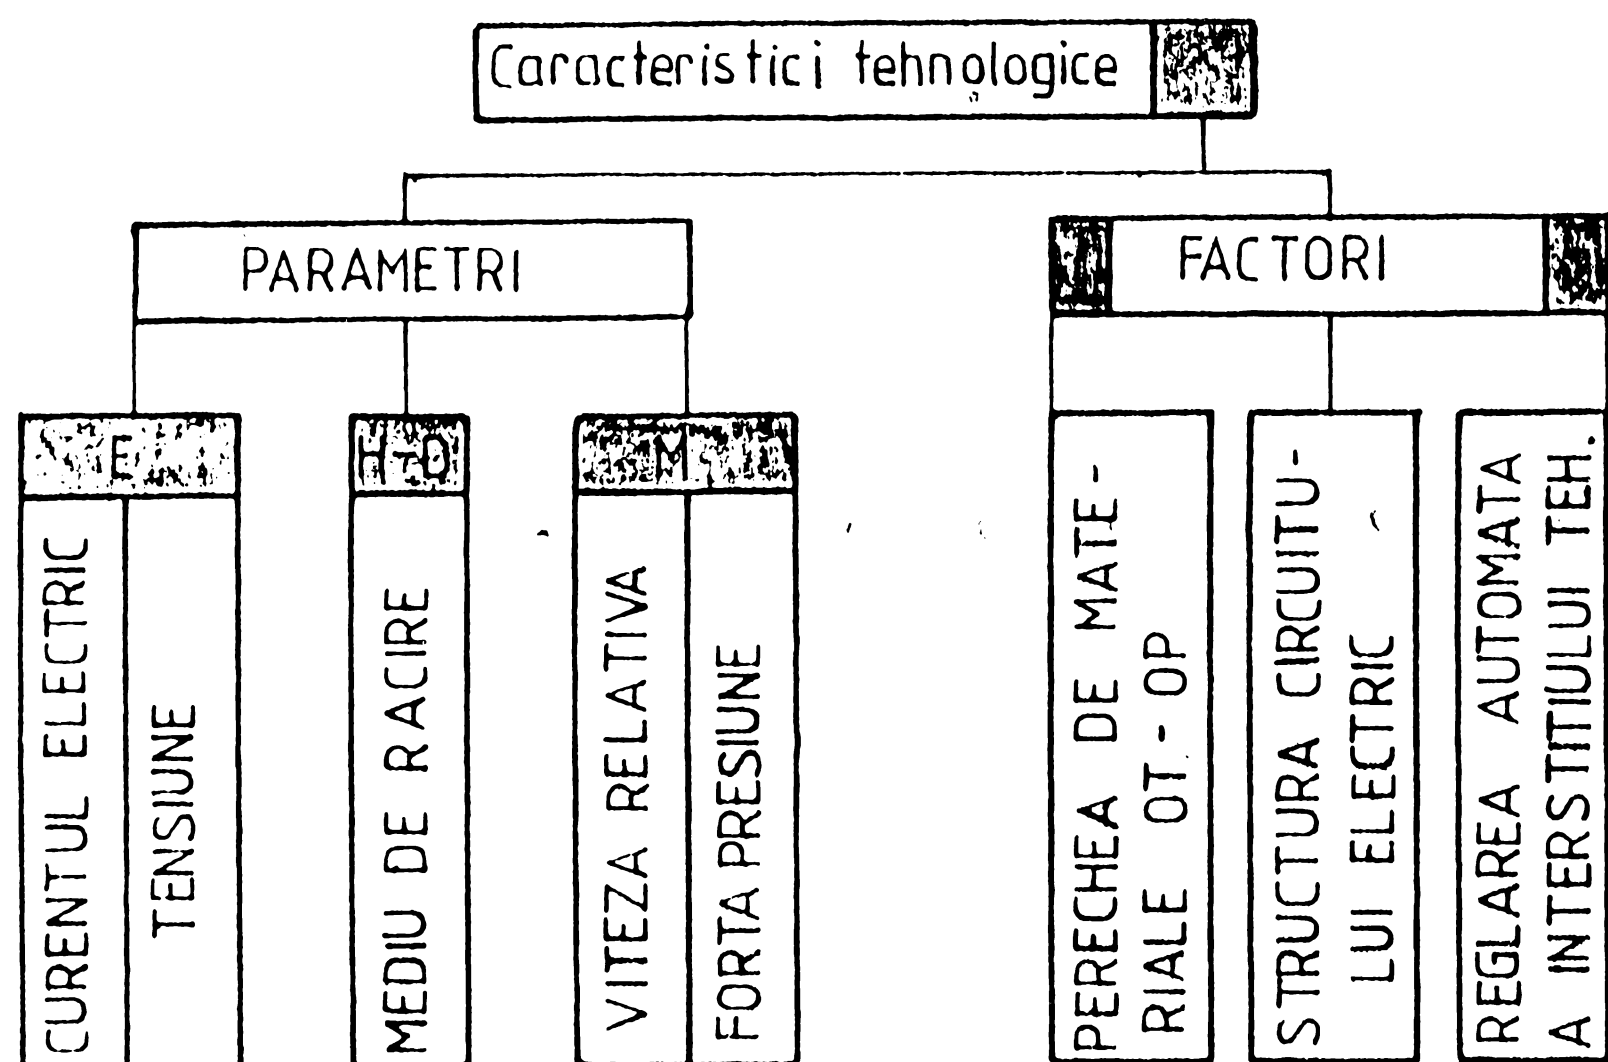 Caracteristici tehnologice
PARAMETRI
FACTORI
E
H-D
M
CURENTUL ELECTRIC
TENSIUNE
MEDIU DE RACIRE
VITEZA RELATIVA
FORTA PRESIUNE
PERECHEA DE MATE-
RIALE OT.-OP
STRUCTURA CIRCUITU-
LUI ELECTRIC
REGLAREA AUTOMATA
A INTERSTITIULUI TEH.